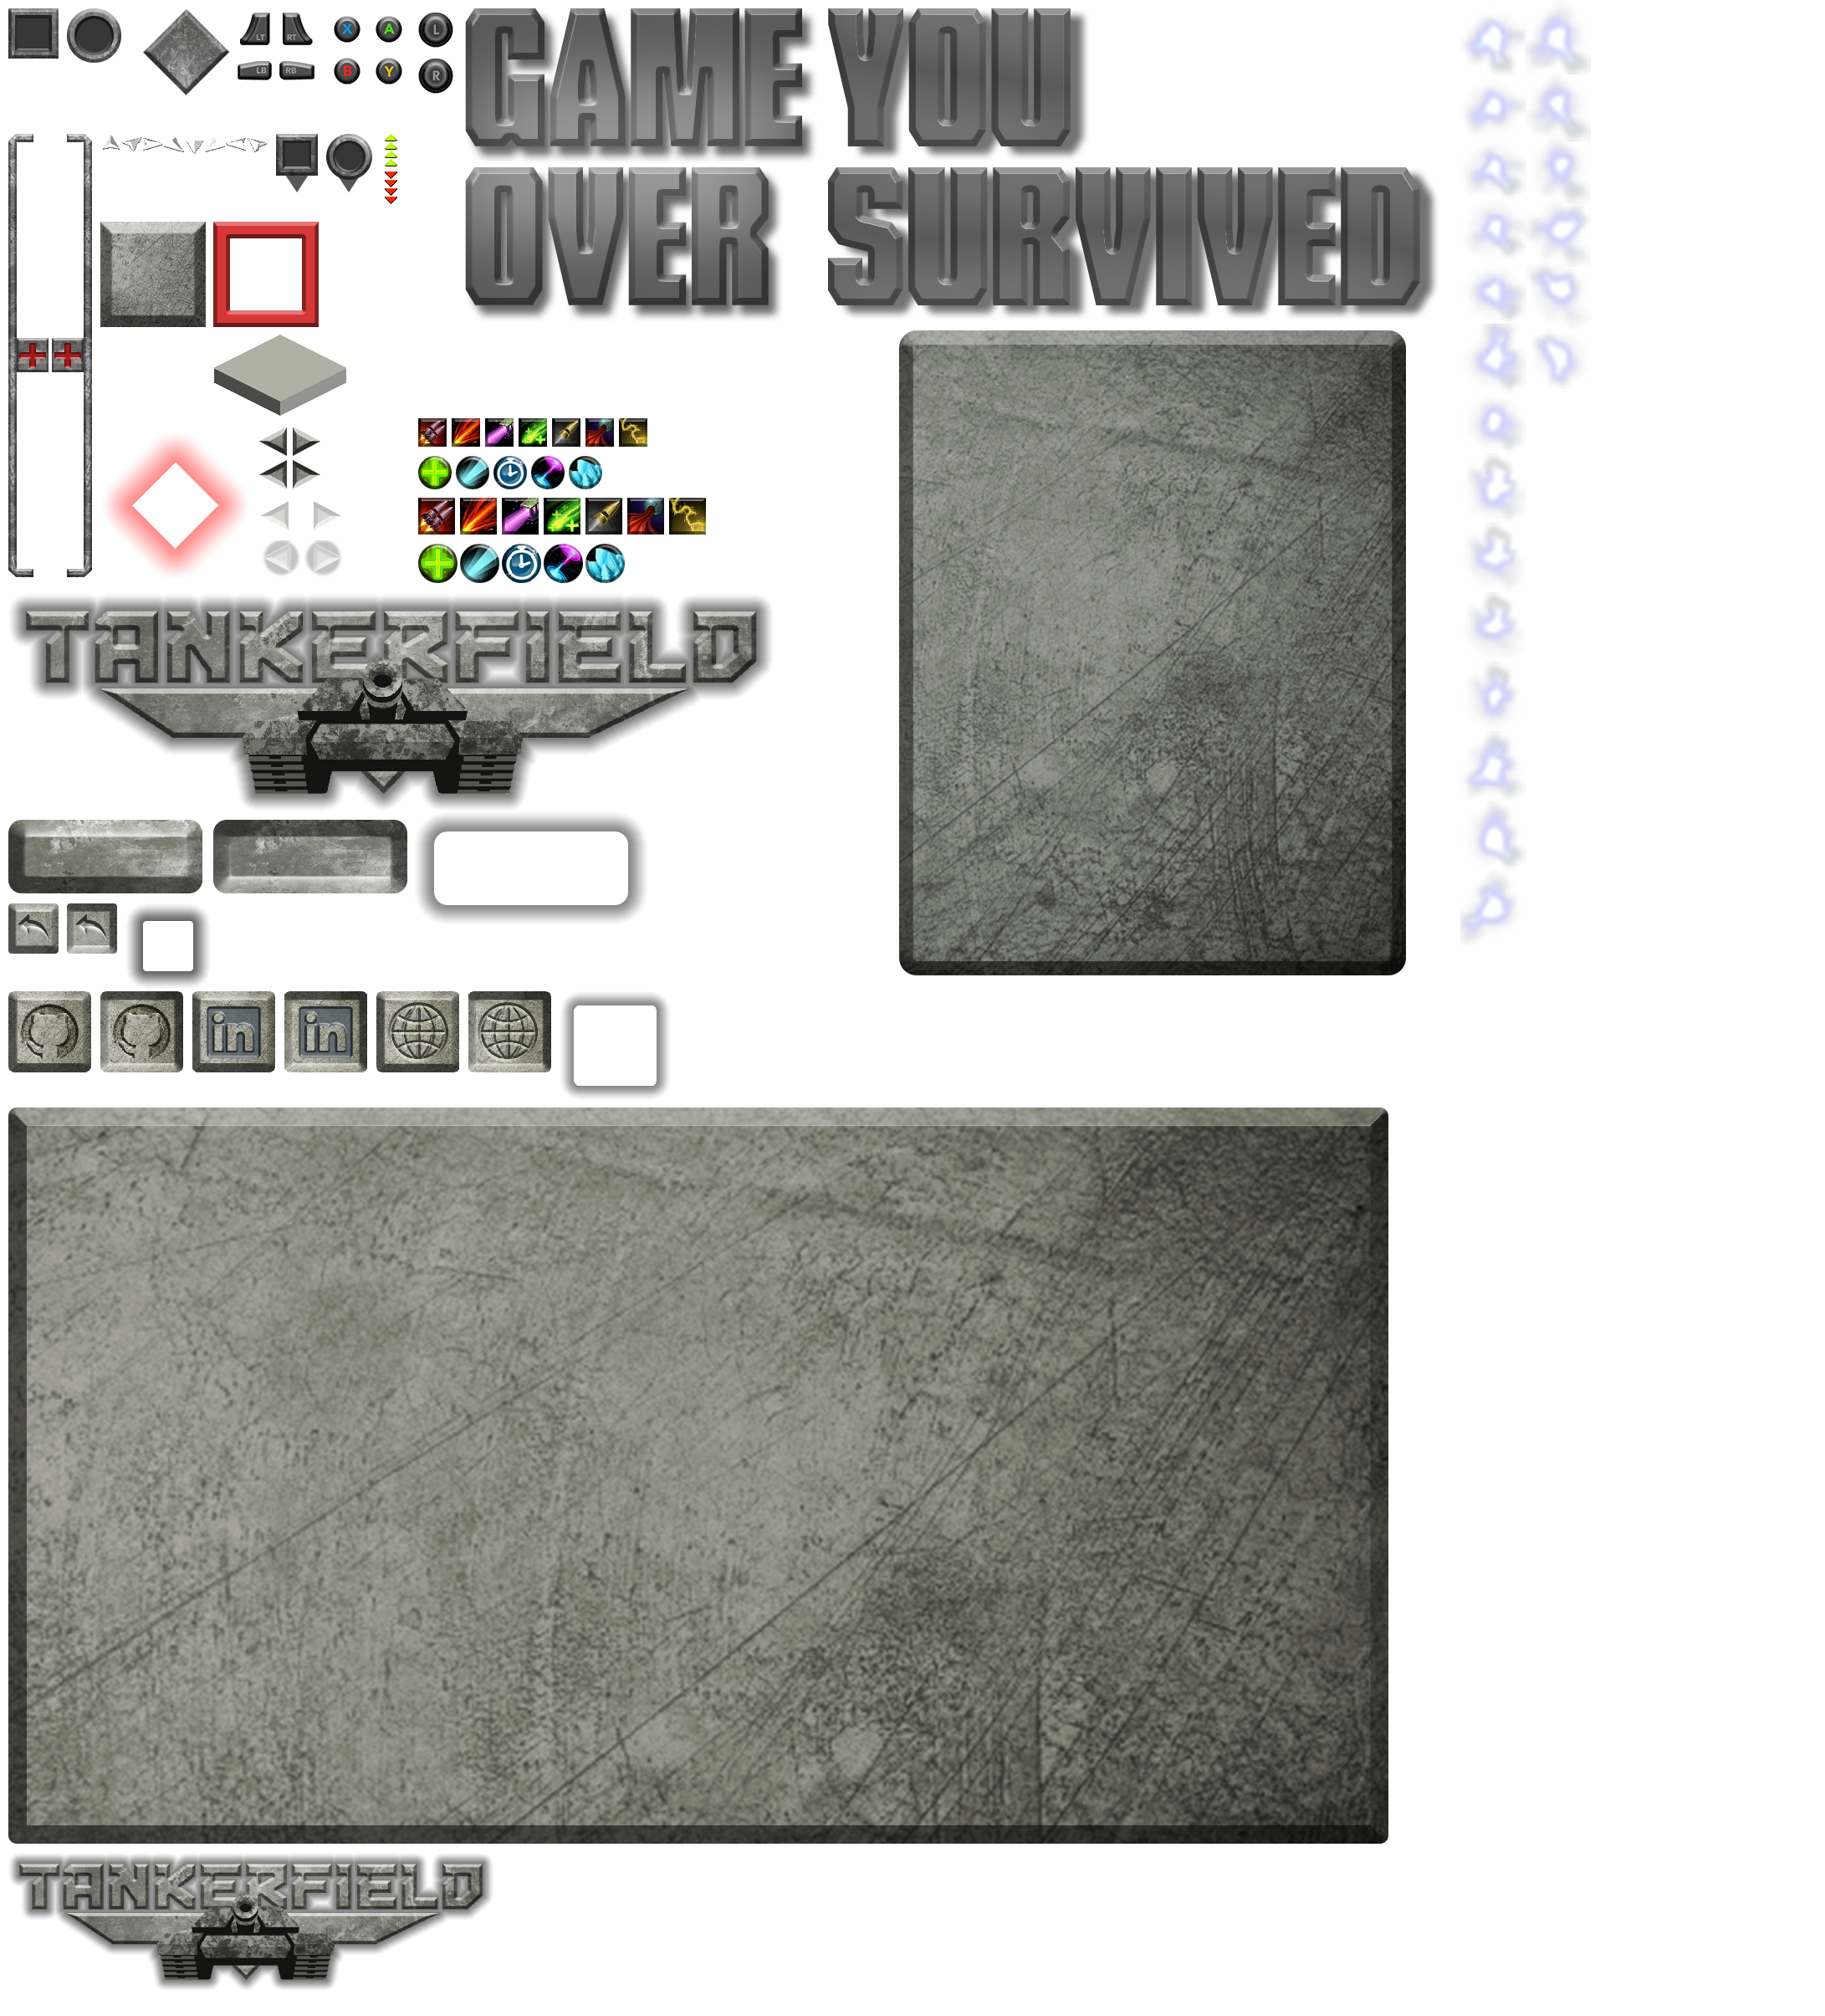 LT RT X A L
LB RB B Y R
GAME YOU
OVER SURVIVED
TANKERFIELD
in in
TANKERFIELD